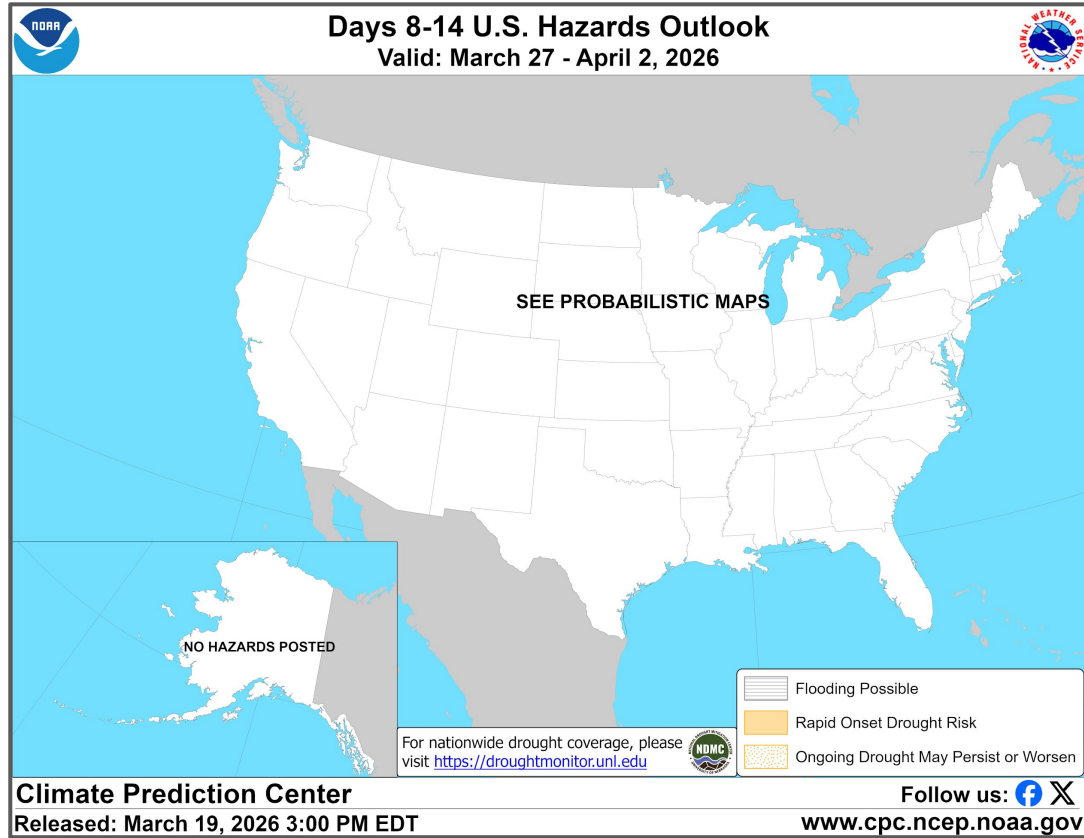 NOAA
Days 8-14 U.S. Hazards Outlook
Valid: March 27 - April 2, 2026
NATIONAL WEATHER SERVICE
SEE PROBABILISTIC MAPS
NO HAZARDS POSTED
Flooding Possible
Rapid Onset Drought Risk
Ongoing Drought May Persist or Worsen
For nationwide drought coverage, please
visit https://droughtmonitor.unl.edu
NDMC
Climate Prediction Center
Released: March 19, 2026 3:00 PM EDT
Follow us:
www.cpc.ncep.noaa.gov